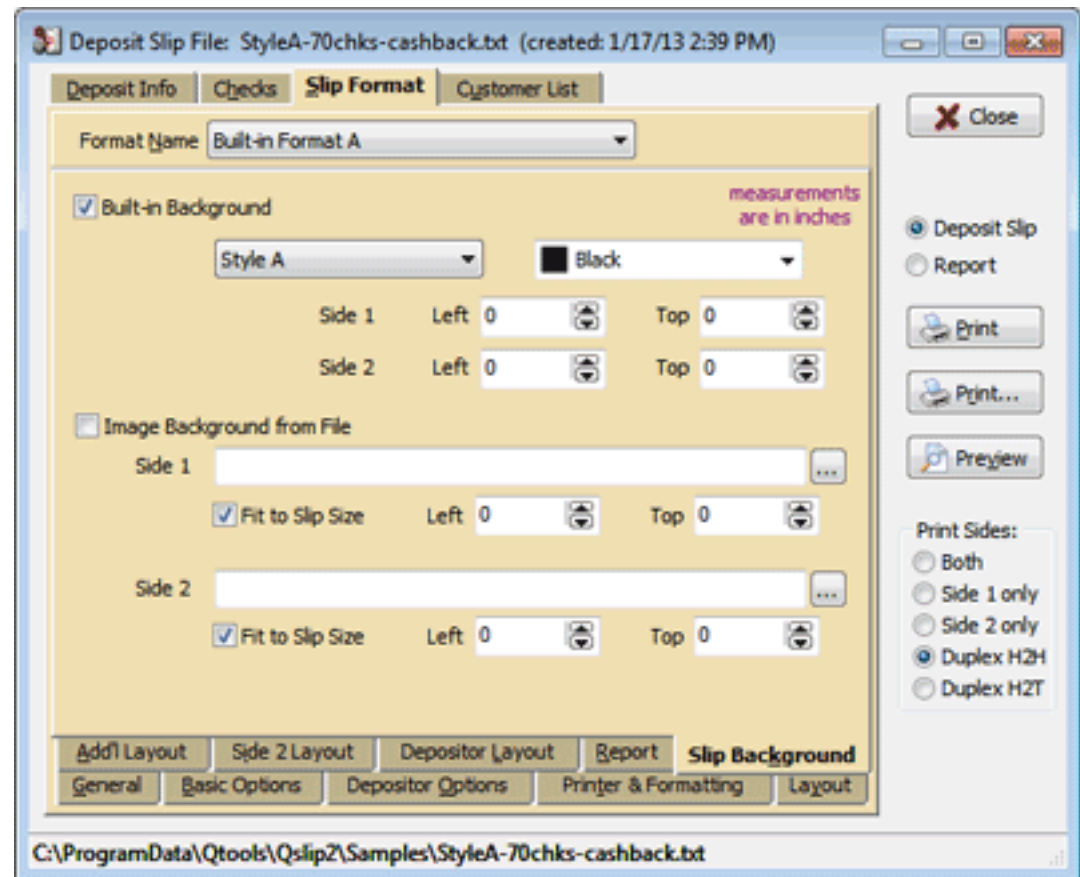 Deposit Slip File: StyleA-70chks-cashback.txt (created: 1/17/13 2:39 PM)
Deposit Info Checks Slip Format Customer List
Format Name Built-in Format A
Built-in Background
measurements
are in inches
Style A Black
Side 1 Left 0 Top 0
Side 2 Left 0 Top 0
Image Background from File
Side 1 ...
Fit to Slip Size Left 0 Top 0
Side 2 ...
Fit to Slip Size Left 0 Top 0
Add'l Layout Side 2 Layout Depositor Layout Report Slip Background
General Basic Options Depositor Options Printer & Formatting Layout
Close
Deposit Slip
Report
Print
Print...
Preview
Print Sides:
Both
Side 1 only
Side 2 only
Duplex H2H
Duplex H2T
C:\ProgramData\Qtools\Qslip2\Samples\StyleA-70chks-cashback.txt